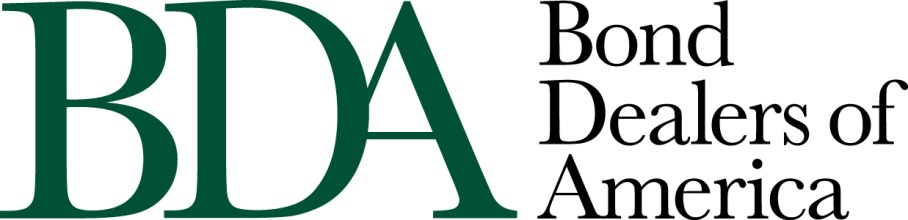 BDA
Bond
Dealers of
America